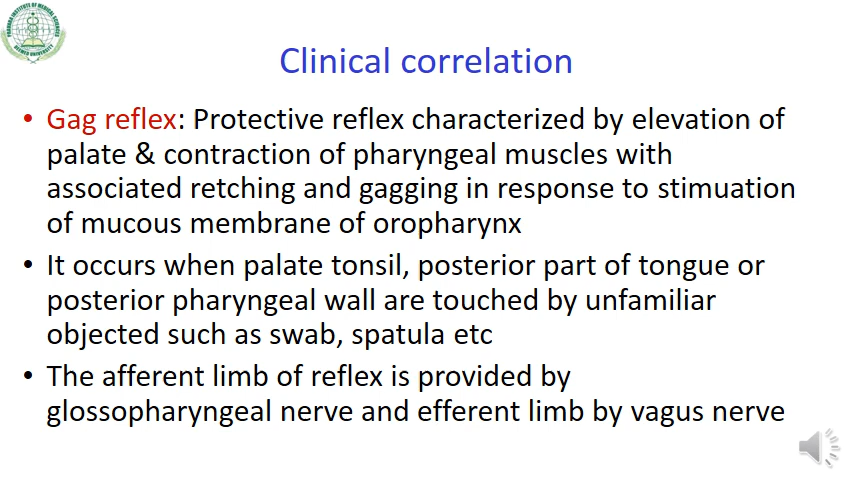 Clinical correlation
• Gag reflex: Protective reflex characterized by elevation of
palate & contraction of pharyngeal muscles with
associated retching and gagging in response to stimuation
of mucous membrane of oropharynx
• It occurs when palate tonsil, posterior part of tongue or
posterior pharyngeal wall are touched by unfamiliar
objected such as swab, spatula etc
• The afferent limb of reflex is provided by
glossopharyngeal nerve and efferent limb by vagus nerve